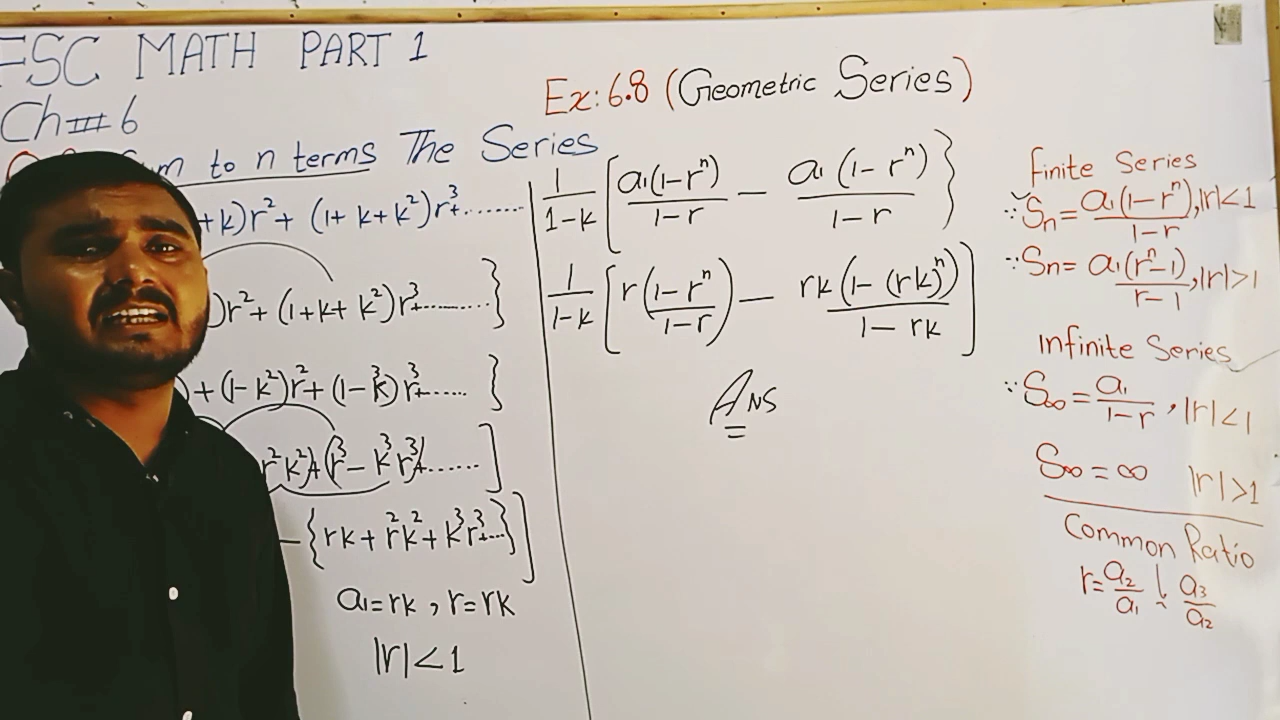 FSC MATH PART 1
Ch # 6
Sum to n terms The Series
+k)r² + (1+k+k²)r³+........
)r² + (1+k+k²)r³+..........}
) + (1-k²)r² + (1-k³)r³+...... }
r²k²) + (r³ - k³r³)+.......]
- {rk + r²k² + k³r³+...}]
a₁=rk , r=rk
|r| < 1
Ex: 6.8 (Geometric Series)
1/(1-k) [ a₁(1-rⁿ)/(1-r) - a₁(1-rⁿ)/(1-r) }
1/(1-k) [ r(1-rⁿ)/(1-r) - rk(1-(rk)ⁿ)/(1-rk) ]
Ans
Finite Series
∵ Sₙ = a₁(1-rⁿ)/(1-r), |r|<1
∵ Sn = a₁(rⁿ-1)/(r-1), |r|>1
Infinite Series
∵ S∞ = a₁/(1-r), |r|<1
S∞ = ∞ |r|>1
Common Ratio
r = a₂/a₁ ; a₃/a₂